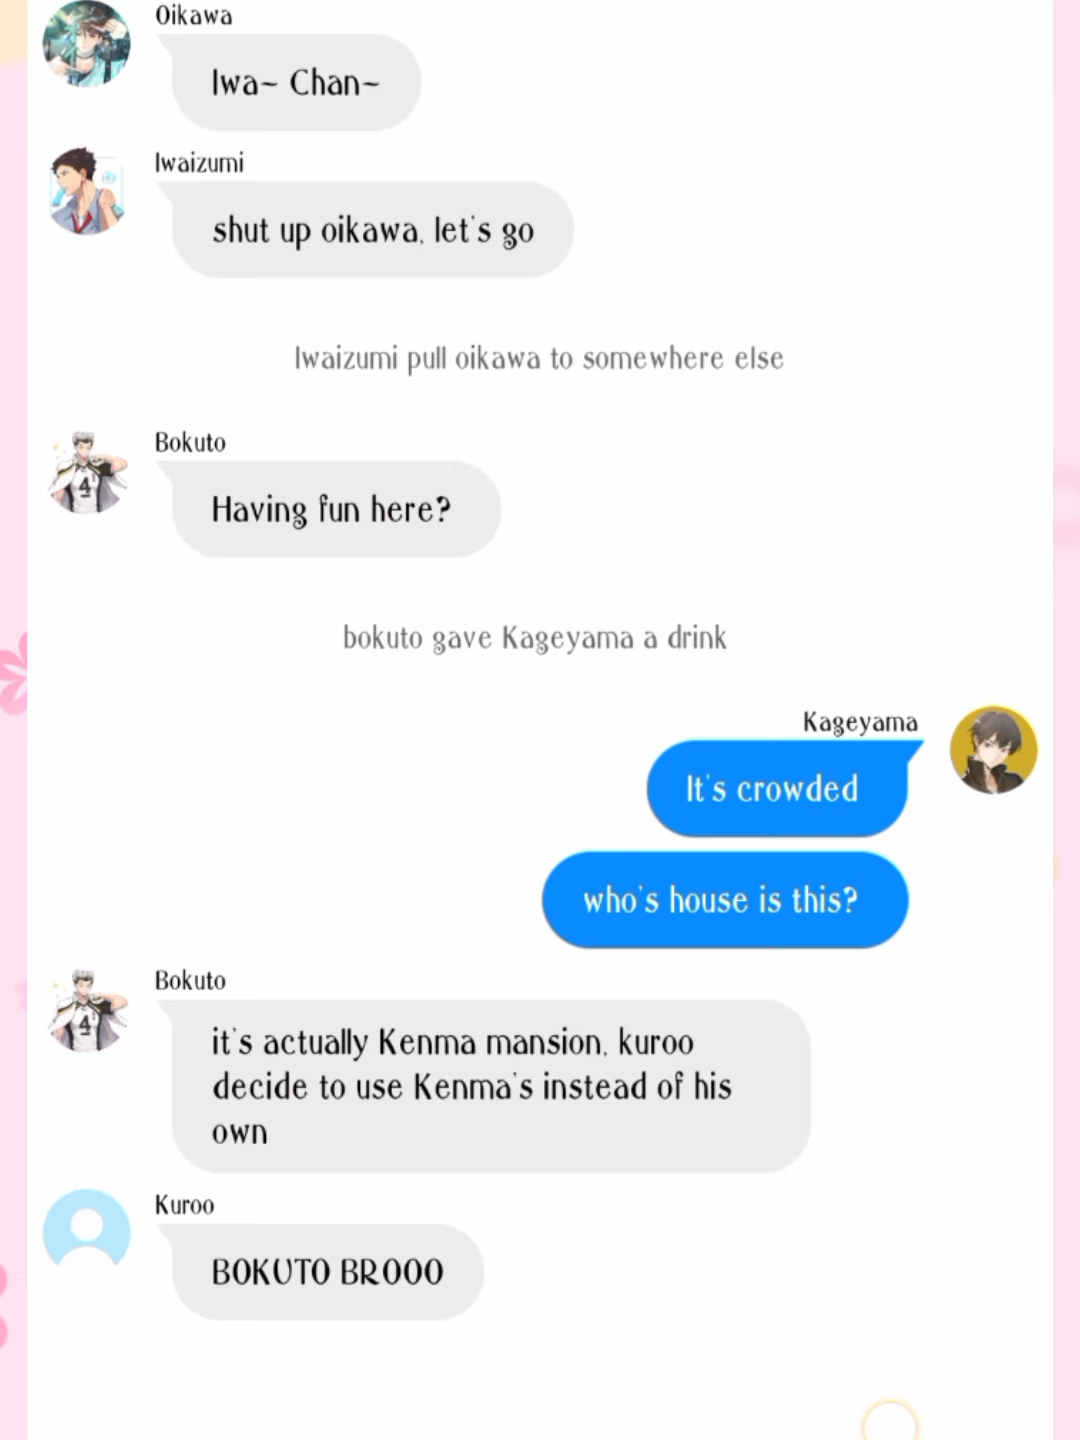 Oikawa
Iwa~ Chan~
Iwaizumi
shut up oikawa, let's go
Iwaizumi pull oikawa to somewhere else
Bokuto
Having fun here?
bokuto gave Kageyama a drink
Kageyama
It's crowded
who's house is this?
Bokuto
it's actually Kenma mansion, kuroo
decide to use Kenma's instead of his
own
Kuroo
BOKUTO BROOO